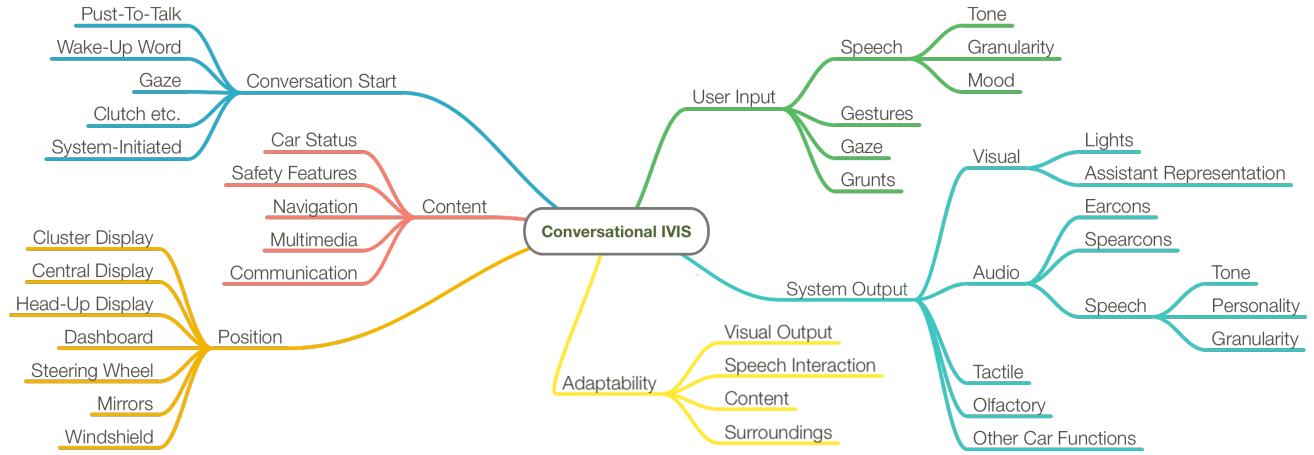 Pust-To-Talk
Wake-Up Word
Gaze
Clutch etc.
System-Initiated
Conversation Start
Car Status
Safety Features
Navigation
Multimedia
Communication
Content
Cluster Display
Central Display
Head-Up Display
Dashboard
Steering Wheel
Mirrors
Windshield
Position
Conversational IVIS
User Input
Speech
Tone
Granularity
Mood
Gestures
Gaze
Grunts
System Output
Visual
Lights
Assistant Representation
Audio
Earcons
Spearcons
Speech
Tone
Personality
Granularity
Tactile
Olfactory
Other Car Functions
Adaptability
Visual Output
Speech Interaction
Content
Surroundings